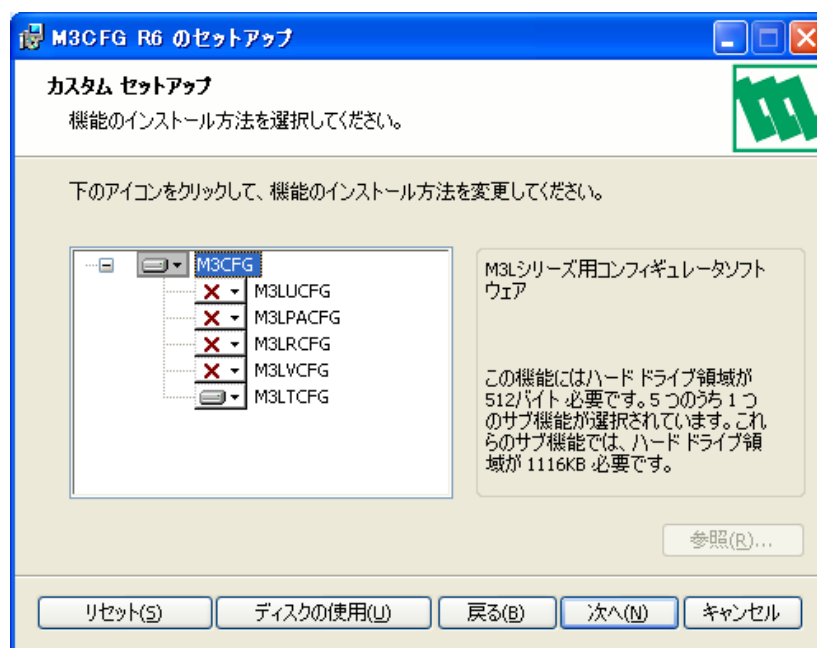 M3CFG R6 のセットアップ
カスタム セットアップ
機能のインストール方法を選択してください。
下のアイコンをクリックして、機能のインストール方法を変更してください。
M3CFG
M3LUCFG
M3LPACFG
M3LRCFG
M3LVCFG
M3LTCFG
M3Lシリーズ用コンフィギュレータソフト
ウェア
この機能にはハード ドライブ領域が
512バイト 必要です。5 つのうち 1 つ
のサブ機能が選択されています。これ
らのサブ機能では、ハード ドライブ領
域が 1116KB 必要です。
参照(R)...
リセット(S) ディスクの使用(U) 戻る(B) 次へ(N) キャンセル